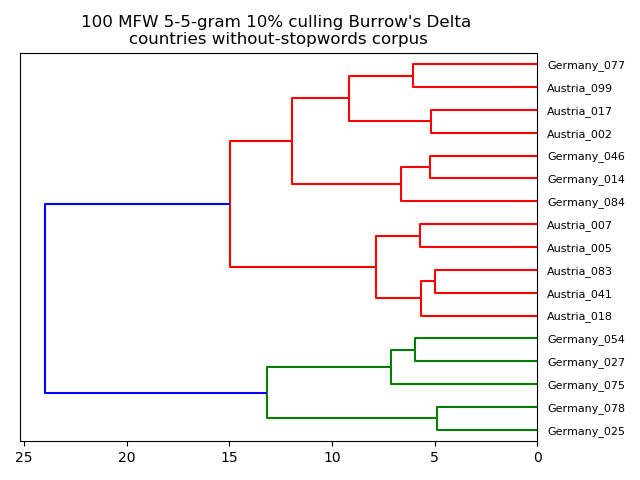 100 MFW 5-5-gram 10% culling Burrow's Delta
countries without-stopwords corpus
Germany_077
Austria_099
Austria_017
Austria_002
Germany_046
Germany_014
Germany_084
Austria_007
Austria_005
Austria_083
Austria_041
Austria_018
Germany_054
Germany_027
Germany_075
Germany_078
Germany_025
25 20 15 10 5 0